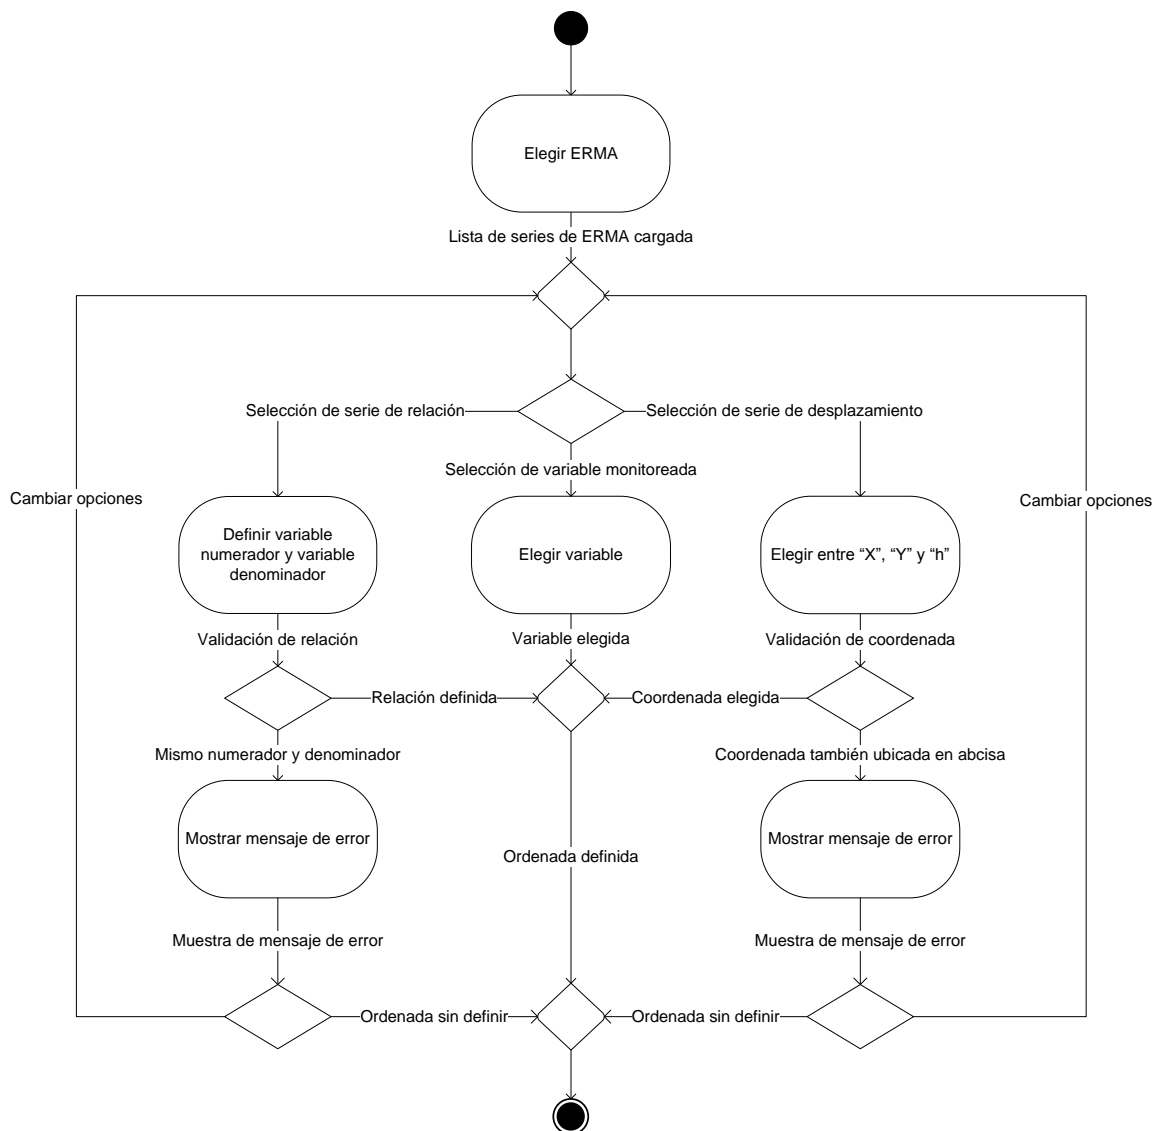 Elegir ERMA
Lista de series de ERMA cargada
Selección de serie de relación
Selección de serie de desplazamiento
Selección de variable monitoreada
Cambiar opciones
Cambiar opciones
Definir variable
numerador y variable
denominador
Elegir variable
Elegir entre “X”, “Y” y “h”
Validación de relación
Variable elegida
Validación de coordenada
Relación definida
Coordenada elegida
Mismo numerador y denominador
Coordenada también ubicada en abcisa
Mostrar mensaje de error
Mostrar mensaje de error
Ordenada definida
Muestra de mensaje de error
Muestra de mensaje de error
Ordenada sin definir
Ordenada sin definir